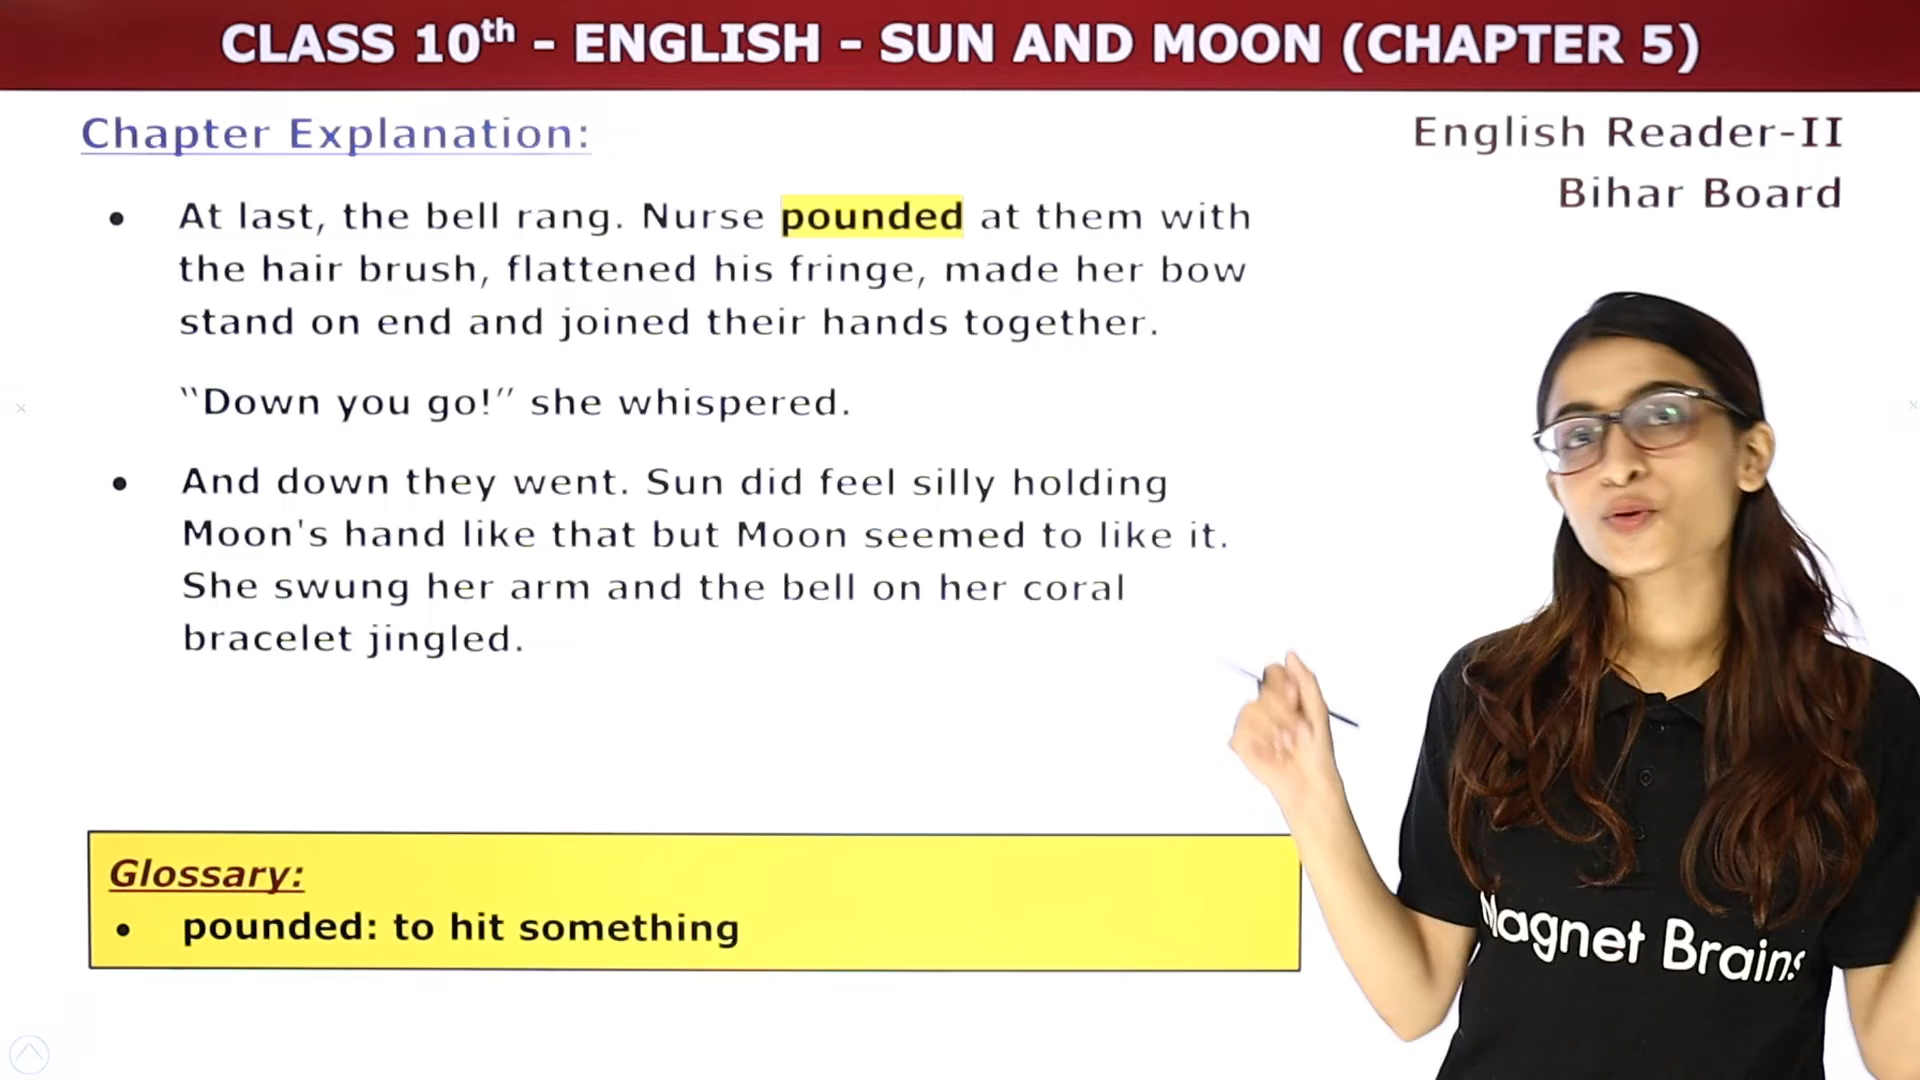 CLASS 10th - ENGLISH - SUN AND MOON (CHAPTER 5)
Chapter Explanation:
English Reader-II
Bihar Board
• At last, the bell rang. Nurse pounded at them with
the hair brush, flattened his fringe, made her bow
stand on end and joined their hands together.
“Down you go!” she whispered.
• And down they went. Sun did feel silly holding
Moon's hand like that but Moon seemed to like it.
She swung her arm and the bell on her coral
bracelet jingled.
Glossary:
• pounded: to hit something
Magnet Brains